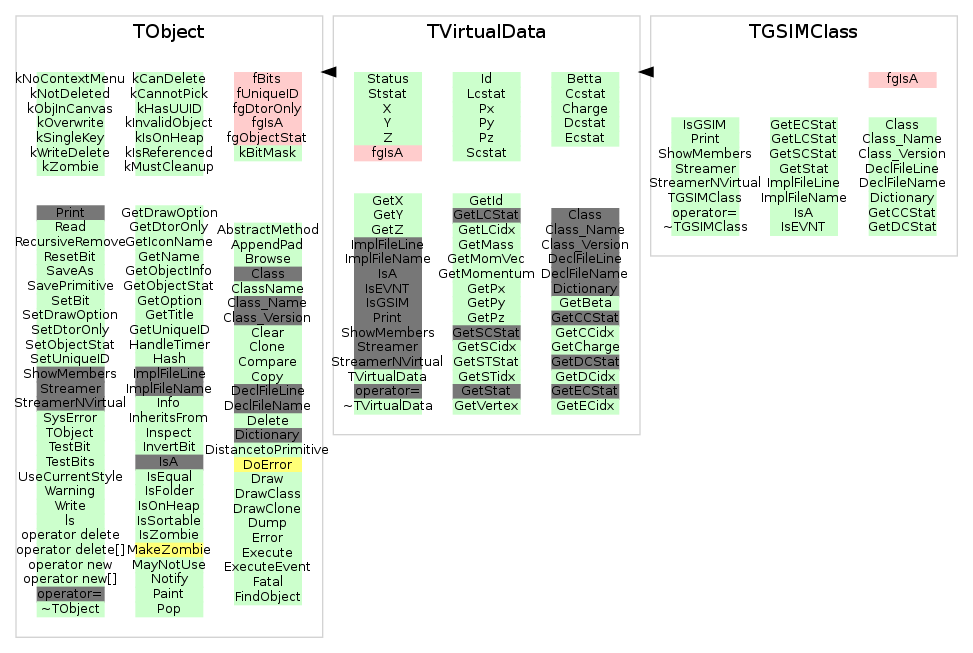 TObject
kNoContextMenu
kNotDeleted
kObjInCanvas
kOverwrite
kSingleKey
kWriteDelete
kZombie
kCanDelete
kCannotPick
kHasUUID
kInvalidObject
kIsOnHeap
kIsReferenced
kMustCleanup
fBits
fUniqueID
fgDtorOnly
fgIsA
fgObjectStat
kBitMask
Print
Read
RecursiveRemove
ResetBit
SaveAs
SavePrimitive
SetBit
SetDrawOption
SetDtorOnly
SetObjectStat
SetUniqueID
ShowMembers
Streamer
StreamerNVirtual
SysError
TObject
TestBit
TestBits
UseCurrentStyle
Warning
Write
ls
operator delete
operator delete[]
operator new
operator new[]
operator=
~TObject
GetDrawOption
GetDtorOnly
GetIconName
GetName
GetObjectInfo
GetObjectStat
GetOption
GetTitle
GetUniqueID
HandleTimer
Hash
ImplFileLine
ImplFileName
Info
InheritsFrom
Inspect
InvertBit
IsA
IsEqual
IsFolder
IsOnHeap
IsSortable
IsZombie
MakeZombie
MayNotUse
Notify
Paint
Pop
AbstractMethod
AppendPad
Browse
Class
ClassName
Class_Name
Class_Version
Clear
Clone
Compare
Copy
DeclFileLine
DeclFileName
Delete
Dictionary
DistancetoPrimitive
DoError
Draw
DrawClass
DrawClone
Dump
Error
Execute
ExecuteEvent
Fatal
FindObject
TVirtualData
Status
Ststat
X
Y
Z
fgIsA
Id
Lcstat
Px
Py
Pz
Scstat
Betta
Ccstat
Charge
Dcstat
Ecstat
GetX
GetY
GetZ
ImplFileLine
ImplFileName
IsA
IsEVNT
IsGSIM
Print
ShowMembers
Streamer
StreamerNVirtual
TVirtualData
operator=
~TVirtualData
GetId
GetLCStat
GetLCidx
GetMass
GetMomVec
GetMomentum
GetPx
GetPy
GetPz
GetSCStat
GetSCidx
GetSTStat
GetSTidx
GetStat
GetVertex
Class
Class_Name
Class_Version
DeclFileLine
DeclFileName
Dictionary
GetBeta
GetCCStat
GetCCidx
GetCharge
GetDCStat
GetDCidx
GetECStat
GetECidx
TGSIMClass
fgIsA
IsGSIM
Print
ShowMembers
Streamer
StreamerNVirtual
TGSIMClass
operator=
~TGSIMClass
GetECStat
GetLCStat
GetSCStat
GetStat
ImplFileLine
ImplFileName
IsA
IsEVNT
Class
Class_Name
Class_Version
DeclFileLine
DeclFileName
Dictionary
GetCCStat
GetDCStat